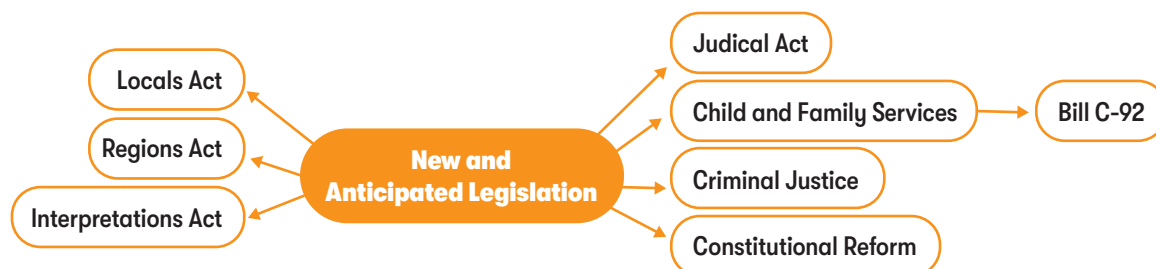 Locals Act
Regions Act
Interpretations Act
New and
Anticipated Legislation
Judical Act
Child and Family Services
Bill C-92
Criminal Justice
Constitutional Reform